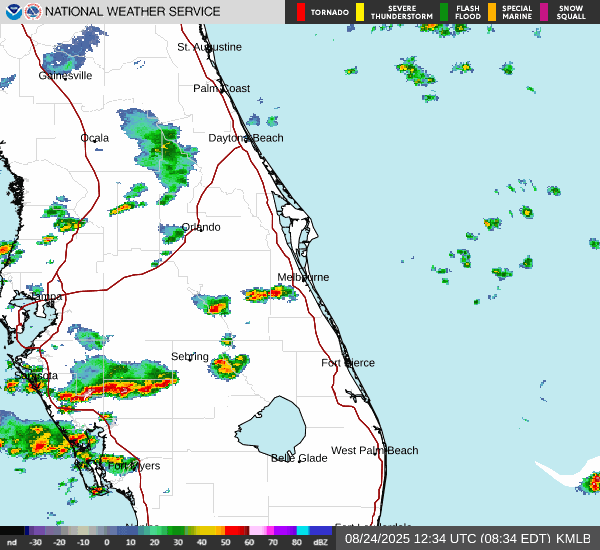 NATIONAL WEATHER SERVICE
TORNADO
SEVERE THUNDERSTORM
FLASH FLOOD
SPECIAL MARINE
SNOW SQUALL
St. Augustine
Gainesville
Palm Coast
Ocala
Daytona Beach
Orlando
Melbourne
Tampa
Sebring
Fort Pierce
Sarasota
West Palm Beach
Belle Glade
Fort Myers
nd -30 -20 -10 0 10 20 30 40 50 60 70 80 dBZ
08/24/2025 12:34 UTC (08:34 EDT) KMLB